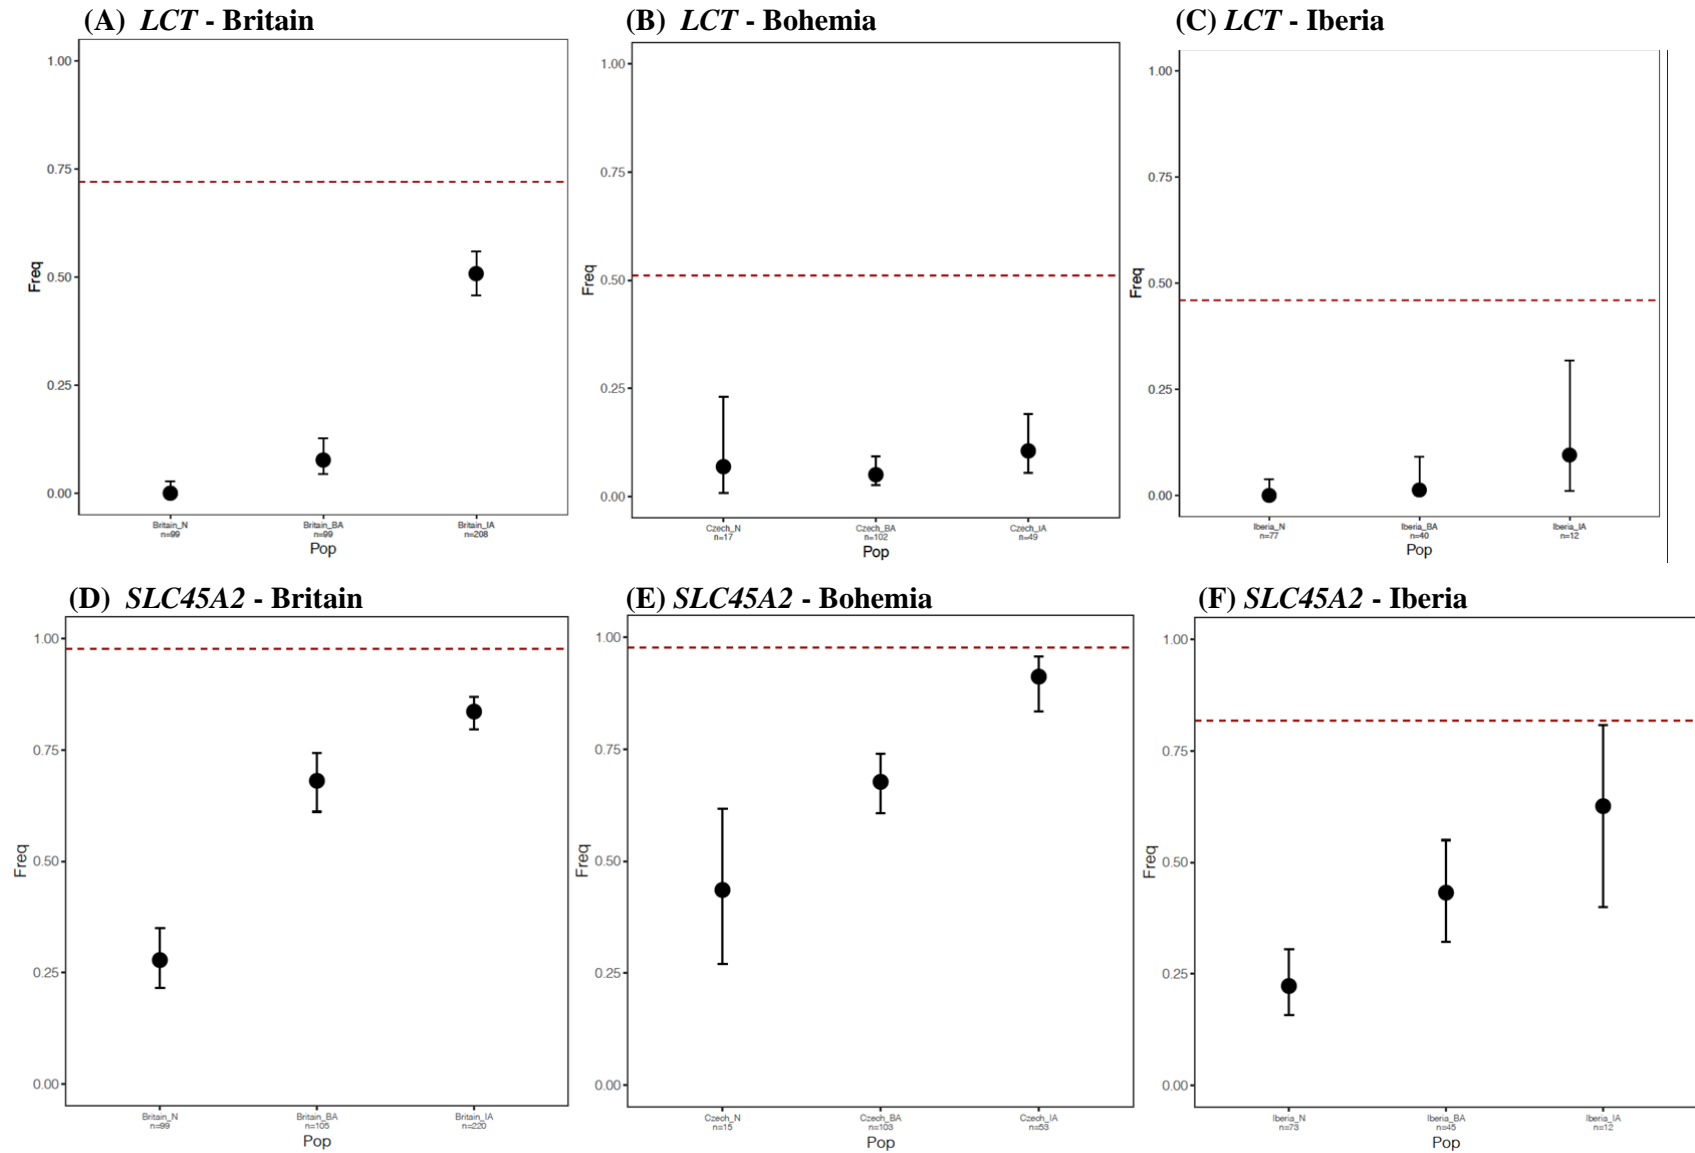 (A) LCT - Britain
1.00
0.75
0.50
0.25
0.00
Freq
Britain_N
n=99
Britain_BA
n=99
Britain_IA
n=208
Pop
(B) LCT - Bohemia
1.00
0.75
0.50
0.25
0.00
Freq
Czech_N
n=17
Czech_BA
n=102
Czech_IA
n=49
Pop
(C) LCT - Iberia
1.00
0.75
0.50
0.25
0.00
Freq
Iberia_N
n=77
Iberia_BA
n=40
Iberia_IA
n=12
Pop
(D) SLC45A2 - Britain
1.00
0.75
0.50
0.25
0.00
Freq
Britain_N
n=99
Britain_BA
n=105
Britain_IA
n=220
Pop
(E) SLC45A2 - Bohemia
1.00
0.75
0.50
0.25
0.00
Freq
Czech_N
n=15
Czech_BA
n=103
Czech_IA
n=53
Pop
(F) SLC45A2 - Iberia
1.00
0.75
0.50
0.25
0.00
Freq
Iberia_N
n=73
Iberia_BA
n=45
Iberia_IA
n=12
Pop